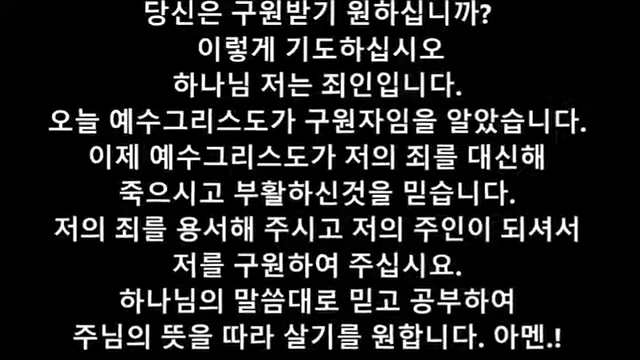 당신은 구원받기 원하십니까?
이렇게 기도하십시오
하나님 저는 죄인입니다.
오늘 예수그리스도가 구원자임을 알았습니다.
이제 예수그리스도가 저의 죄를 대신해
죽으시고 부활하신것을 믿습니다.
저의 죄를 용서해 주시고 저의 주인이 되셔서
저를 구원하여 주십시요.
하나님의 말씀대로 믿고 공부하여
주님의 뜻을 따라 살기를 원합니다. 아멘.!